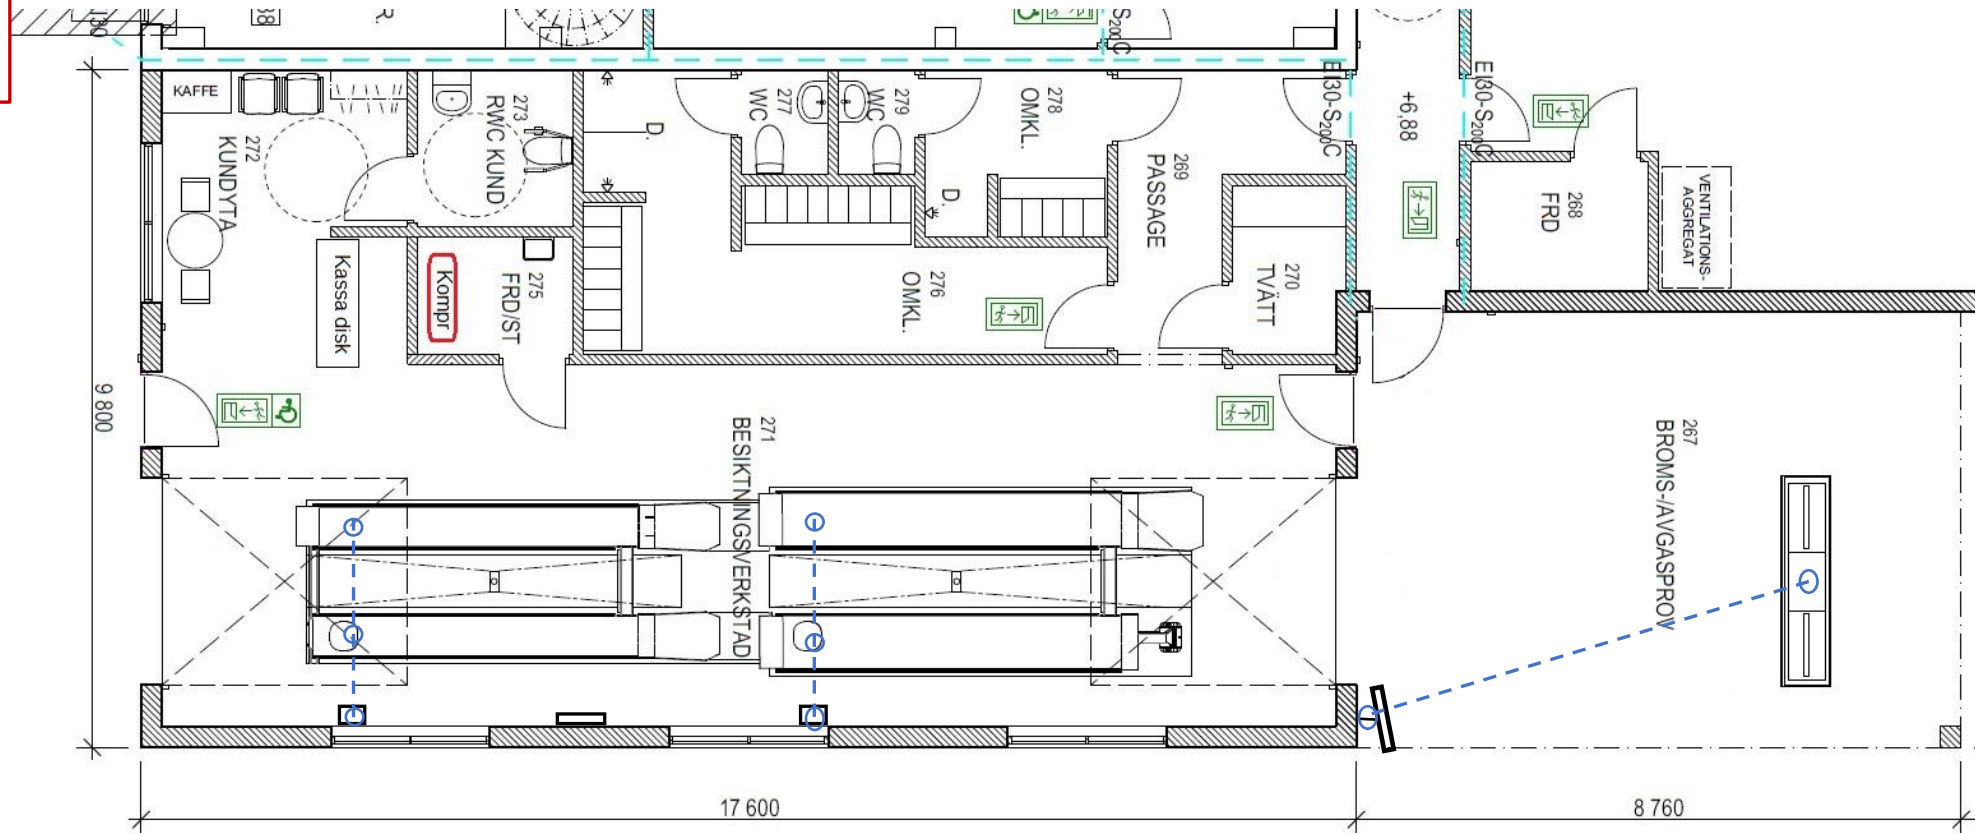 KAFFE
272
KUNDYTA
273
RWC KUND
D.
277
WC
279
WC
278
OMKL.
D.
269
PASSAGE
EI30-S200C
+6,88
EI30-S200C
268
FRD
VENTILATIONS-
AGGREGAT
Kassa disk
Kompr
275
FRD/ST
276
OMKL.
270
TVÄTT
9 800
271
BESIKTNINGSVERKSTAD
267
BROMS-/AVGASPROV
17 600
8 760